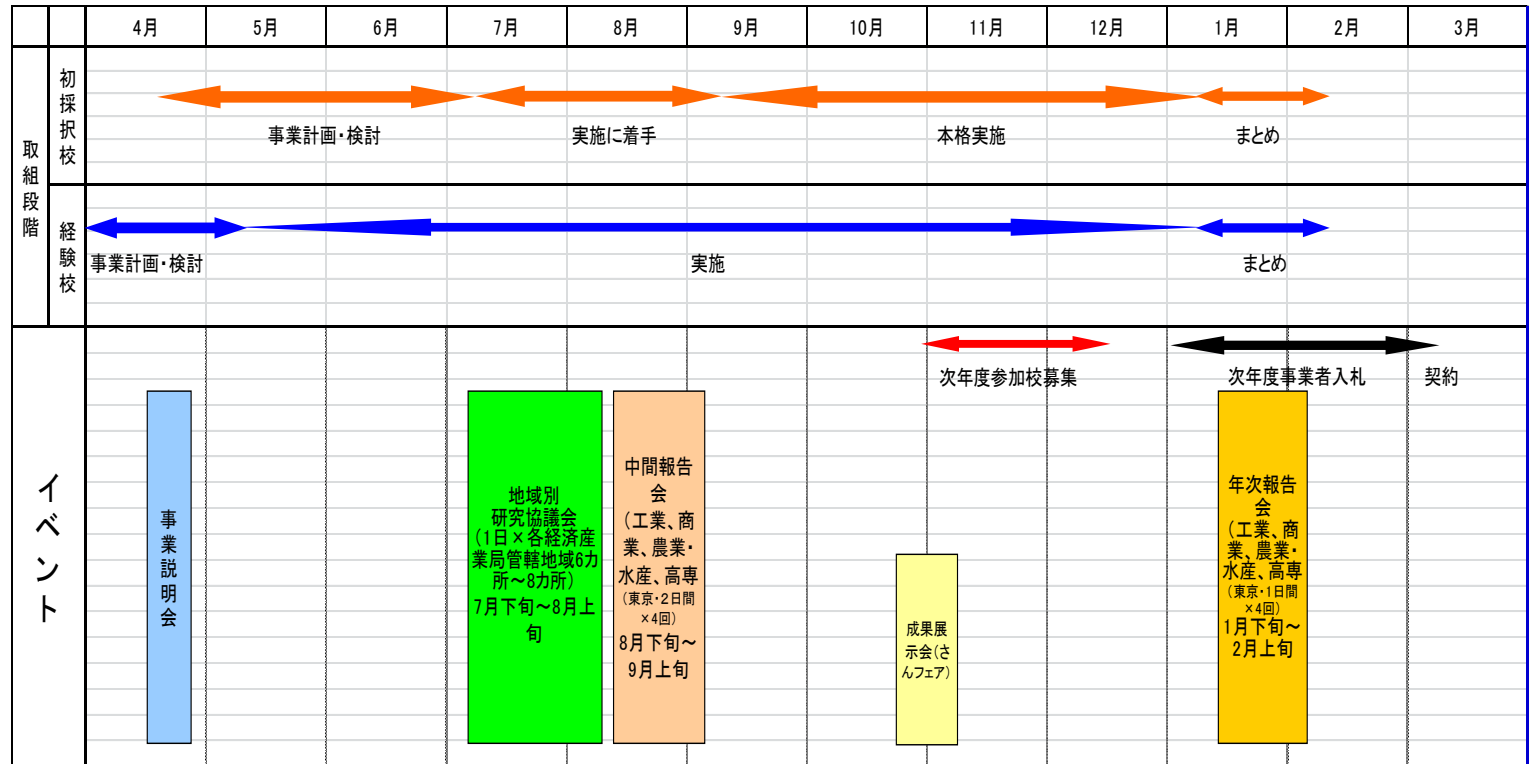 4月
5月
6月
7月
8月
9月
10月
11月
12月
1月
2月
3月
取組段階
初採択校
事業計画・検討
実施に着手
本格実施
まとめ
経験校
事業計画・検討
実施
まとめ
イベント
次年度参加校募集
次年度事業者入札
契約
事業説明会
地域別
研究協議会
(1日×各経済産
業局管轄地域6カ
所～8カ所)
7月下旬～8月上
旬
中間報告
会
(工業、商
業、農業・
水産、高専
(東京・2日間
×4回)
8月下旬～
9月上旬
成果展
示会(さ
んフェア)
年次報告
会
(工業、商
業、農業・
水産、高専
(東京・1日間
×4回)
1月下旬～
2月上旬